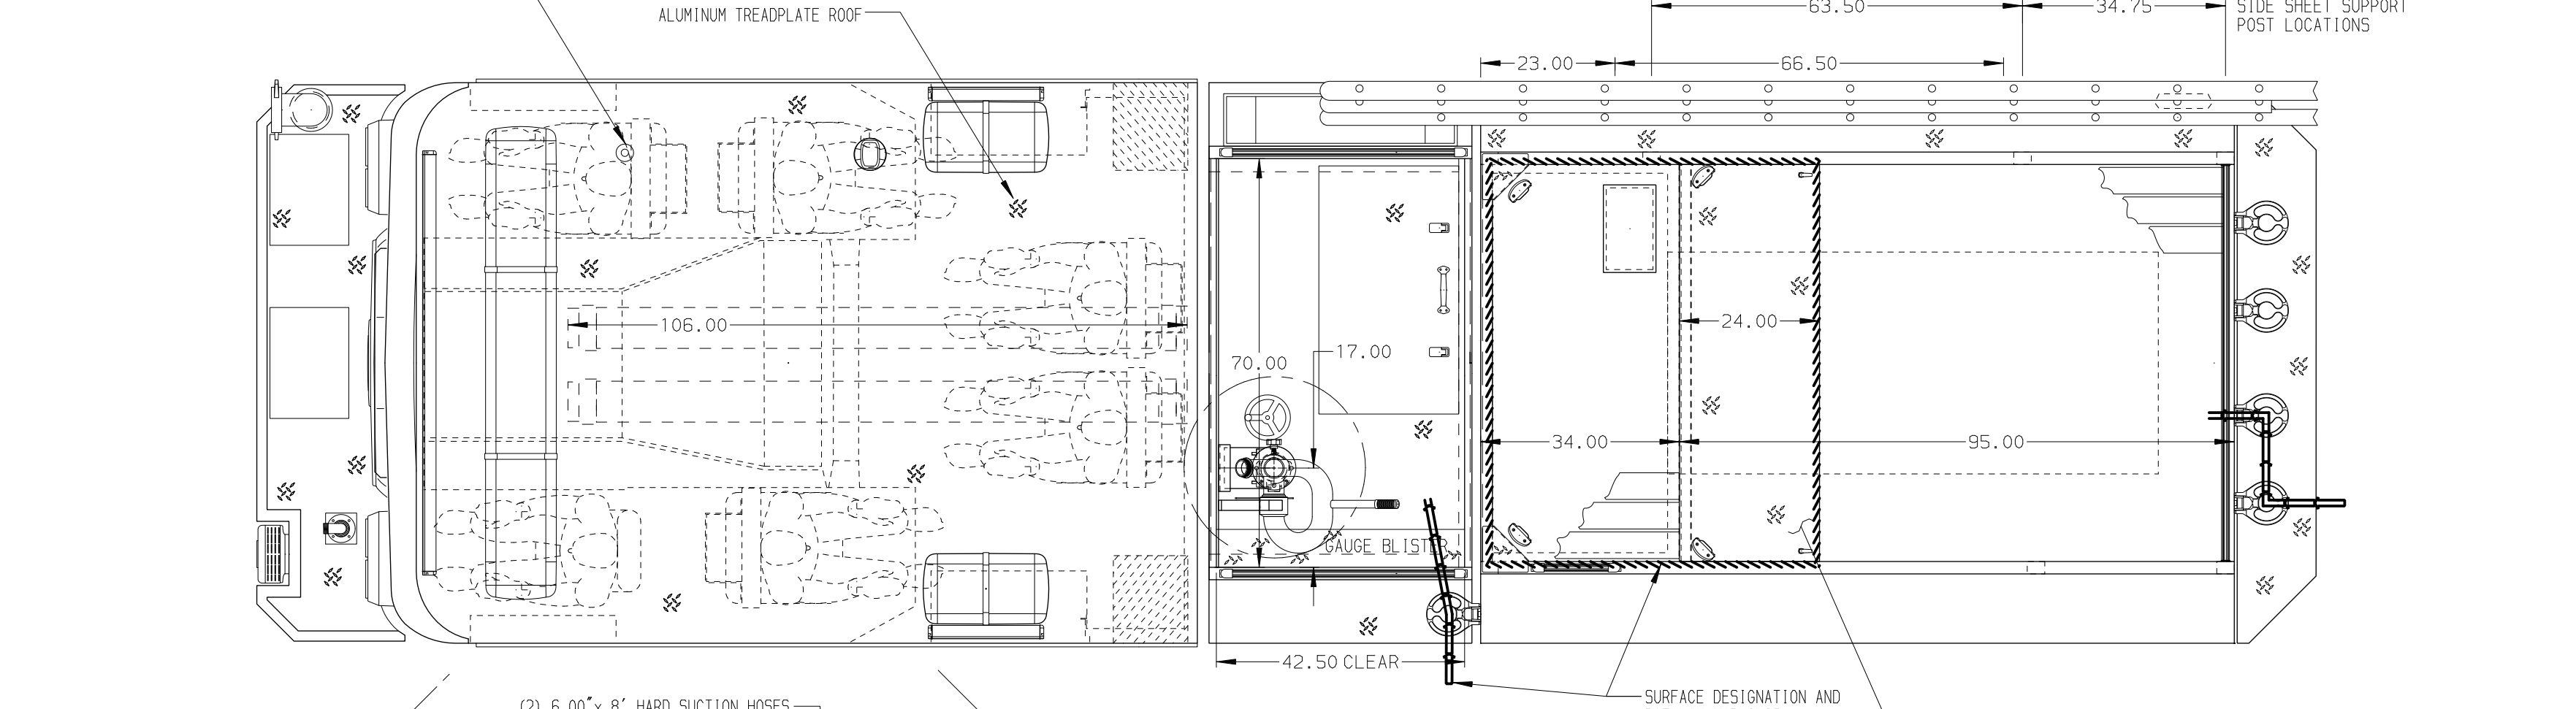 63.50
34.75
SIDE SHEET SUPPORT
POST LOCATIONS
ALUMINUM TREADPLATE ROOF
23.00
66.50
106.00
24.00
17.00
70.00
34.00
95.00
GAUGE BLISTER
42.50 CLEAR
SURFACE DESIGNATION AND
(2) 6.00"x 8' HARD SUCTION HOSES